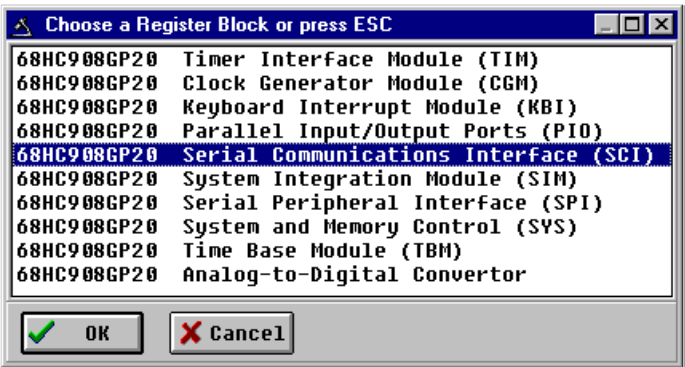 Choose a Register Block or press ESC
68HC908GP20 Timer Interface Module (TIM)
68HC908GP20 Clock Generator Module (CGM)
68HC908GP20 Keyboard Interrupt Module (KBI)
68HC908GP20 Parallel Input/Output Ports (PIO)
68HC908GP20 Serial Communications Interface (SCI)
68HC908GP20 System Integration Module (SIM)
68HC908GP20 Serial Peripheral Interface (SPI)
68HC908GP20 System and Memory Control (SYS)
68HC908GP20 Time Base Module (TBM)
68HC908GP20 Analog-to-Digital Convertor
OK Cancel